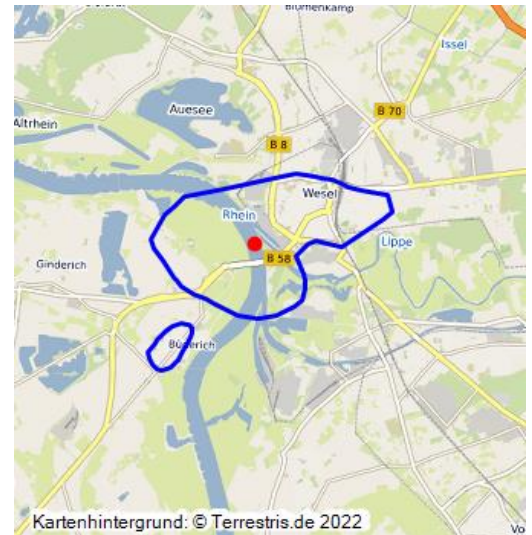 Blumenkamp
Issel
Auesee
B 70
Altrhein
B 8
Wesel
Rhein
Lippe
Ginderich
B 58
Büderich
Kartenhintergrund: © Terrestris.de 2022